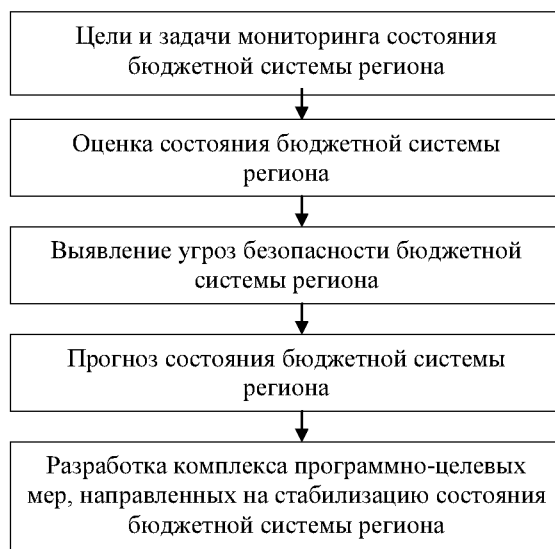 Цели и задачи мониторинга состояния
бюджетной системы региона
Оценка состояния бюджетной системы
региона
Выявление угроз безопасности бюджетной
системы региона
Прогноз состояния бюджетной системы
региона
Разработка комплекса программно-целевых
мер, направленных на стабилизацию состояния
бюджетной системы региона